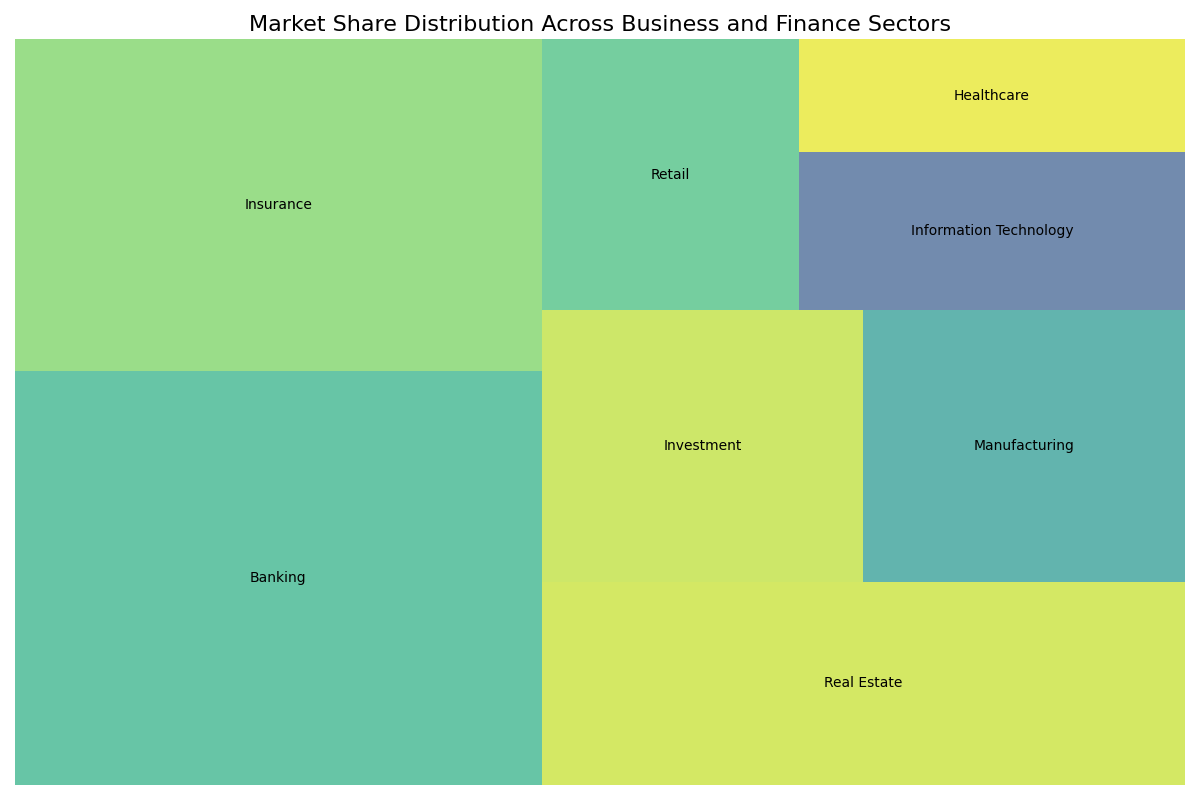 Market Share Distribution Across Business and Finance Sectors
Insurance
Banking
Retail
Healthcare
Information Technology
Investment
Manufacturing
Real Estate